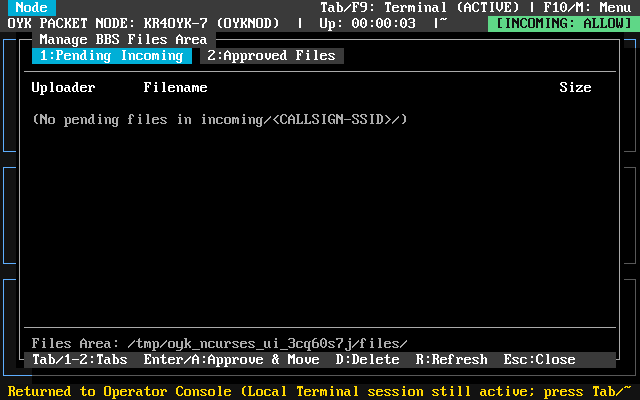 Node Tab/F9: Terminal (ACTIVE) | F10/M: Menu
OYK PACKET NODE: KR4OYK-7 (OYKNOD) | Up: 00:00:03 |~ [INCOMING: ALLOW]
Manage BBS Files Area
1:Pending Incoming 2:Approved Files
Uploader Filename Size
(No pending files in incoming/<CALLSIGN-SSID>/)
Files Area: /tmp/oyk_ncurses_ui_3cq60s7j/files/
Tab/1-2:Tabs Enter/A:Approve & Move D:Delete R:Refresh Esc:Close
Returned to Operator Console (Local Terminal session still active; press Tab/~